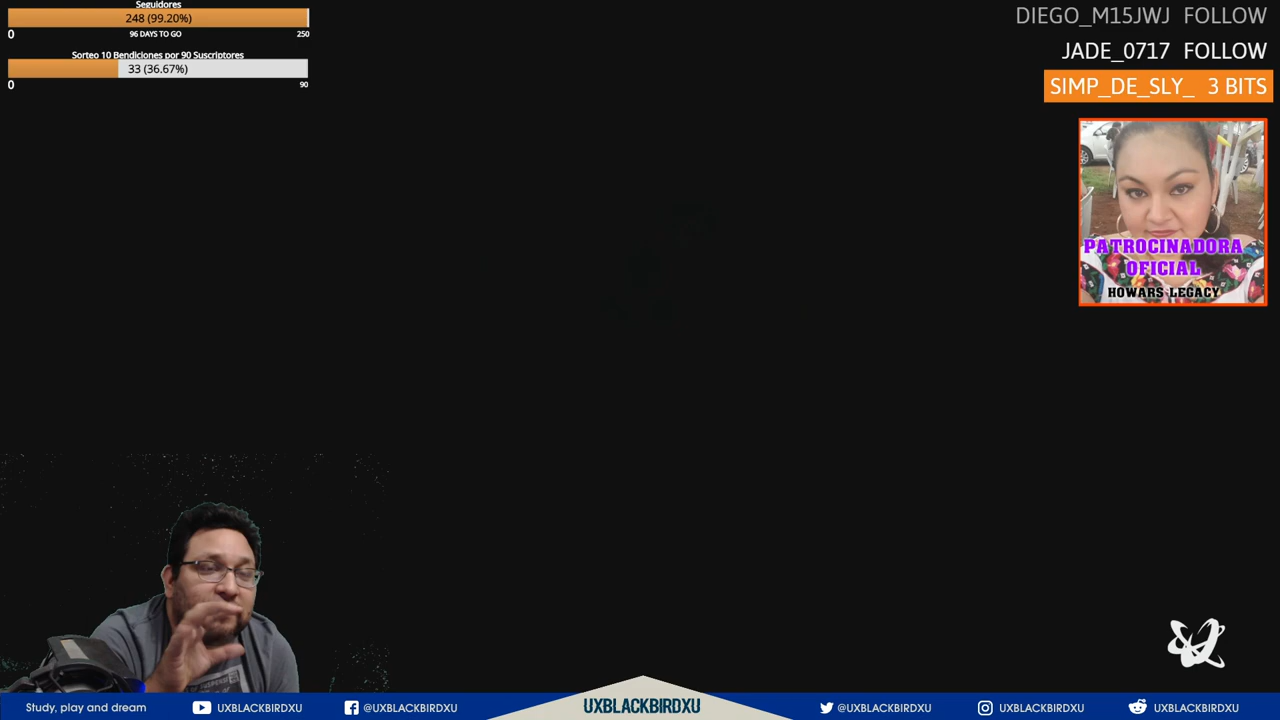 Seguidores
248 (99.20%)
0 96 DAYS TO GO 250
Sorteo 10 Bendiciones por 90 Suscriptores
33 (36.67%)
0 90
DIEGO_M15JWJ FOLLOW
JADE_0717 FOLLOW
SIMP_DE_SLY_ 3 BITS
PATROCINADORA
OFICIAL
HOWARS LEGACY
Study, play and dream UXBLACKBIRDXU @UXBLACKBIRDXU UXBLACKBIRDXU @UXBLACKBIRDXU UXBLACKBIRDXU UXBLACKBIRDXU